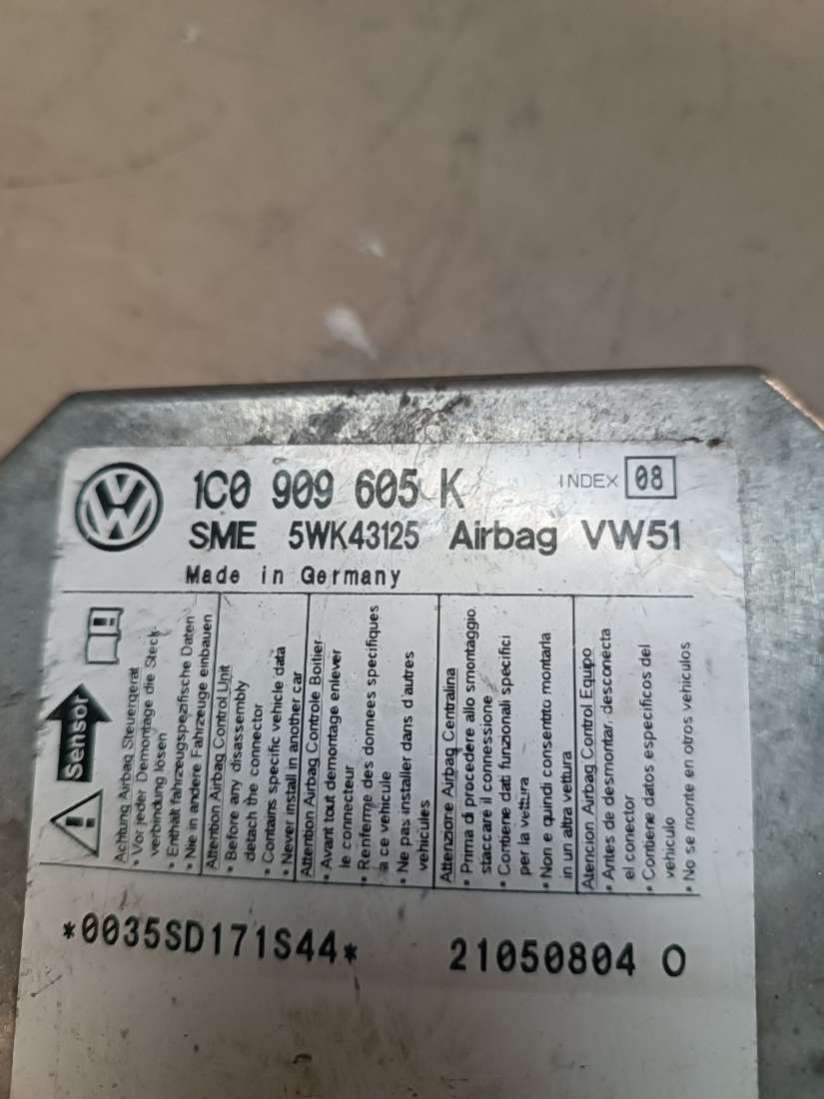 1C0 909 605 K INDEX 08
SME 5WK43125 Airbag VW51
Made in Germany
Sensor
Achtung Airbag Steuergerät
• Vor jeder Demontage die Steck-
verbindung lösen
• Enthält fahrzeugspezifische Daten
• Nie in andere Fahrzeuge einbauen
Attention Airbag Control Unit
• Before any disassembly
detach the connector
• Contains specific vehicle data
• Never install in another car
Attention Airbag Controle Boitier
• Avant tout demontage enlever
le connecteur
• Renferme des donnees specifiques
a ce vehicule
• Ne pas installer dans d'autres
vehicules
Attenzione Airbag Centralina
• Prima di procedere allo smontaggio
staccare il connessione
• Contiene dati funzionali specifici
per la vettura
• Non e quindi consentito montarla
in un altra vettura
Atencion Airbag Control Equipo
• Antes de desmontar, desconecta
el conector
• Contiene datos especificos del
vehiculo
• No se monte en otros vehiculos
*0035SD171S44* 21050804 0